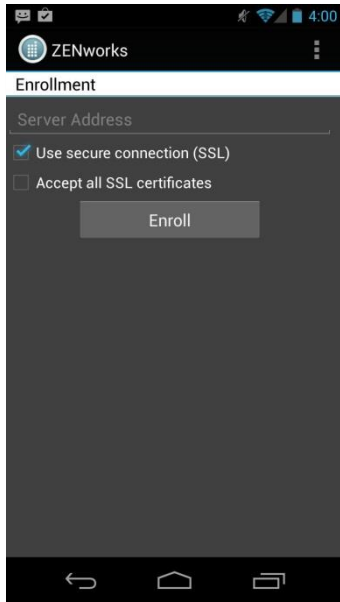 4:00
ZENworks
Enrollment
Server Address
Use secure connection (SSL)
Accept all SSL certificates
Enroll